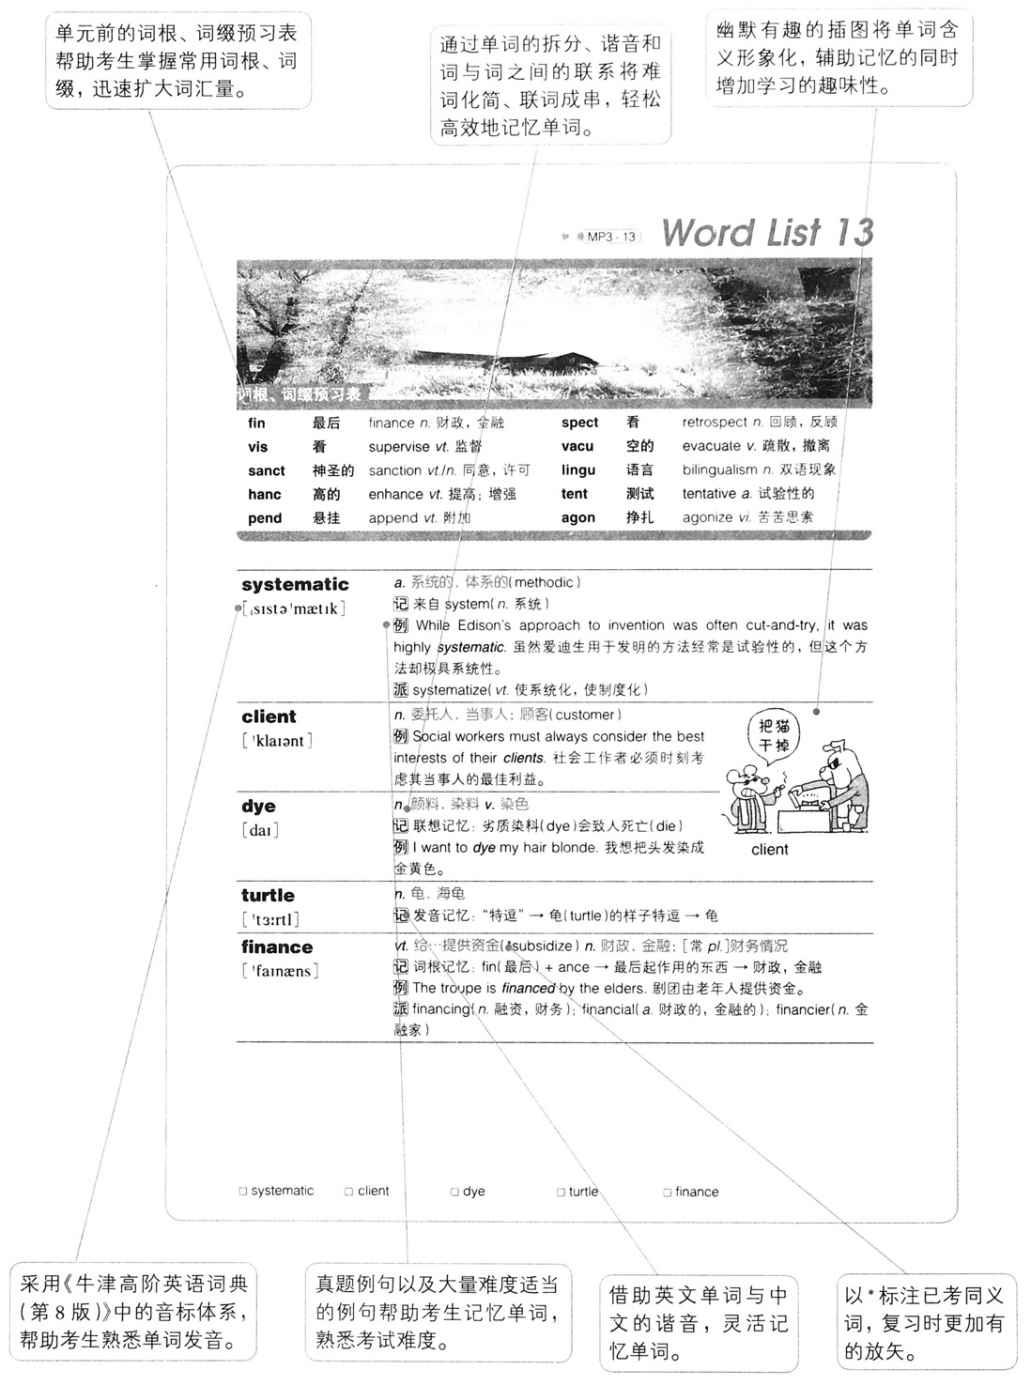 单元前的词根、词缀预习表
帮助考生掌握常用词根、词
缀，迅速扩大词汇量。
通过单词的拆分、谐音和
词与词之间的联系将难
词化简、联词成串，轻松
高效地记忆单词。
幽默有趣的插图将单词含
义形象化，辅助记忆的同时
增加学习的趣味性。
MP3-13 Word List 13
词根、词缀预习表
fin 最后 finance n. 财政，金融 spect 看 retrospect n. 回顾，反顾
vis 看 supervise vt. 监督 vacu 空的 evacuate v. 疏散，撤离
sanct 神圣的 sanction vt./n. 同意，许可 lingu 语言 bilingualism n. 双语现象
hanc 高的 enhance vt. 提高；增强 tent 测试 tentative a. 试验性的
pend 悬挂 append vt. 附加 agon 挣扎 agonize vi. 苦苦思索
systematic a. 系统的，体系的(methodic)
[ˌsɪstəˈmætɪk] 记 来自 system(n. 系统)
例 While Edison's approach to invention was often cut-and-try, it was
highly systematic. 虽然爱迪生用于发明的方法经常是试验性的，但这个方
法却极具系统性。
派 systematize(vt. 使系统化，使制度化)
client n. 委托人，当事人；顾客(customer)
[ˈklaɪənt] 例 Social workers must always consider the best
interests of their clients. 社会工作者必须时刻考
虑其当事人的最佳利益。
把猫
干掉
client
dye n. 颜料，染料 v. 染色
[daɪ] 记 联想记忆：劣质染料(dye)会致人死亡(die)
例 I want to dye my hair blonde. 我想把头发染成
金黄色。
turtle n. 龟，海龟
[ˈtɜːrtl] 记 发音记忆：“特逗” → 龟(turtle)的样子特逗 → 龟
finance vt. 给…提供资金(*subsidize) n. 财政，金融；[常 pl.]财务情况
[ˈfaɪnæns] 记 词根记忆：fin(最后) + ance → 最后起作用的东西 → 财政，金融
例 The troupe is financed by the elders. 剧团由老年人提供资金。
派 financing(n. 融资，财务)；financial(a. 财政的，金融的)；financier(n. 金
融家)
□ systematic □ client □ dye □ turtle □ finance
采用《牛津高阶英语词典
(第 8 版)》中的音标体系，
帮助考生熟悉单词发音。
真题例句以及大量难度适当
的例句帮助考生记忆单词，
熟悉考试难度。
借助英文单词与中
文的谐音，灵活记
忆单词。
以*标注已考同义
词，复习时更加有
的放矢。